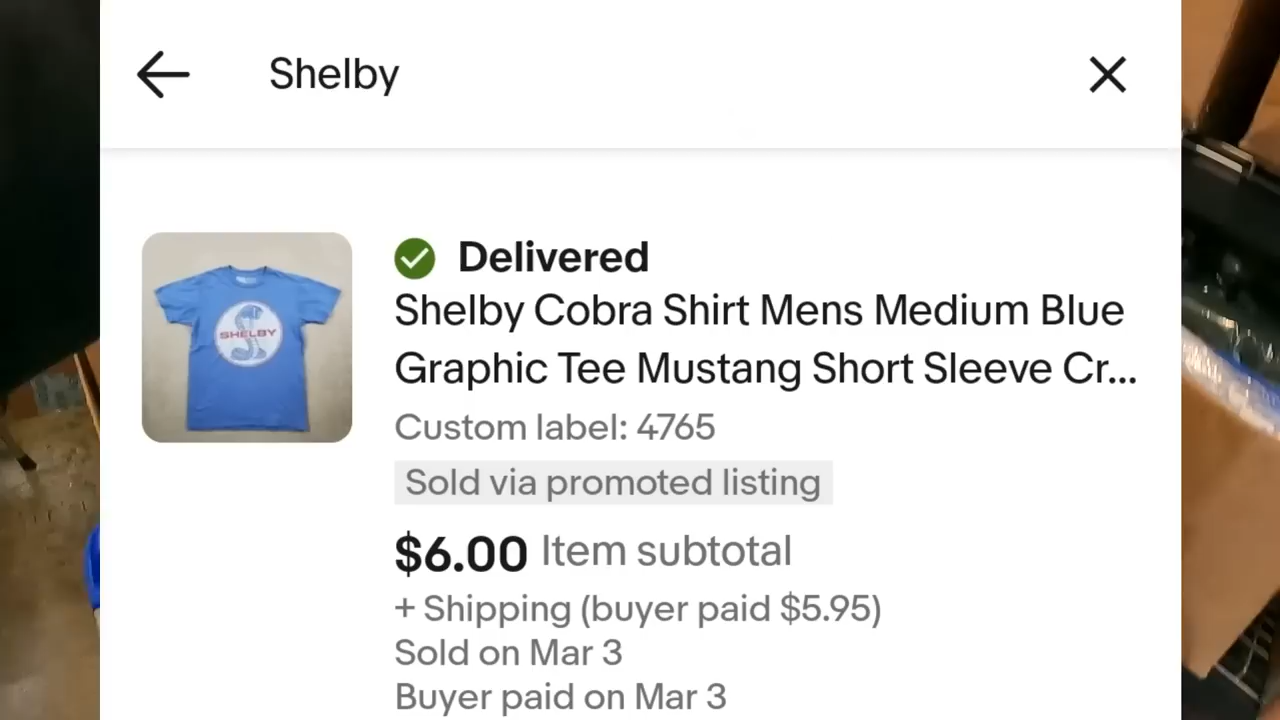 Shelby
SHELBY
Delivered
Shelby Cobra Shirt Mens Medium Blue
Graphic Tee Mustang Short Sleeve Cr...
Custom label: 4765
Sold via promoted listing
$6.00 Item subtotal
+ Shipping (buyer paid $5.95)
Sold on Mar 3
Buyer paid on Mar 3